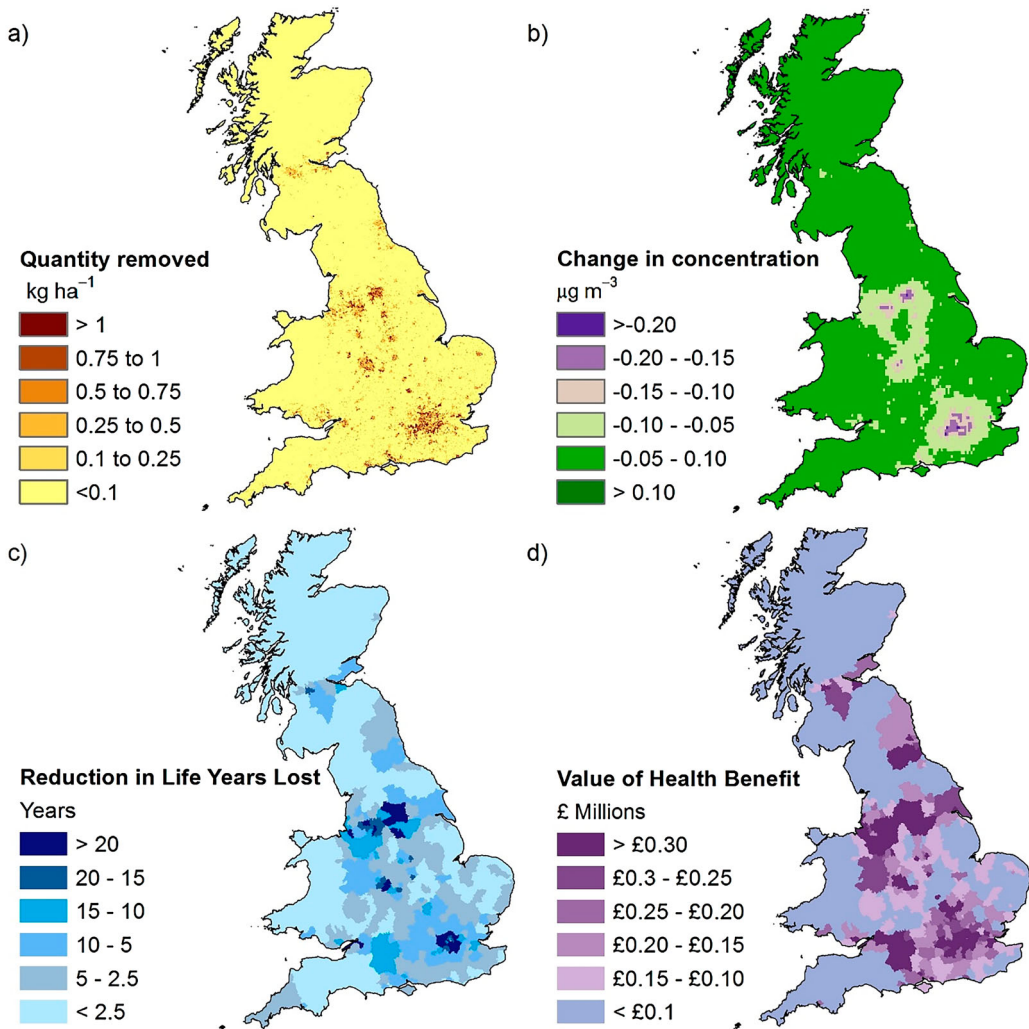 a)
Quantity removed
kg ha⁻¹
> 1
0.75 to 1
0.5 to 0.75
0.25 to 0.5
0.1 to 0.25
<0.1
b)
Change in concentration
µg m⁻³
>-0.20
-0.20 - -0.15
-0.15 - -0.10
-0.10 - -0.05
-0.05 - 0.10
> 0.10
c)
Reduction in Life Years Lost
Years
> 20
20 - 15
15 - 10
10 - 5
5 - 2.5
< 2.5
d)
Value of Health Benefit
£ Millions
> £0.30
£0.3 - £0.25
£0.25 - £0.20
£0.20 - £0.15
£0.15 - £0.10
< £0.1